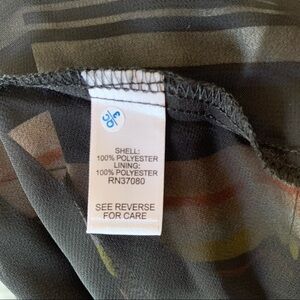 SHELL:
100% POLYESTER
LINING:
100% POLYESTER
RN37080
SEE REVERSE
FOR CARE